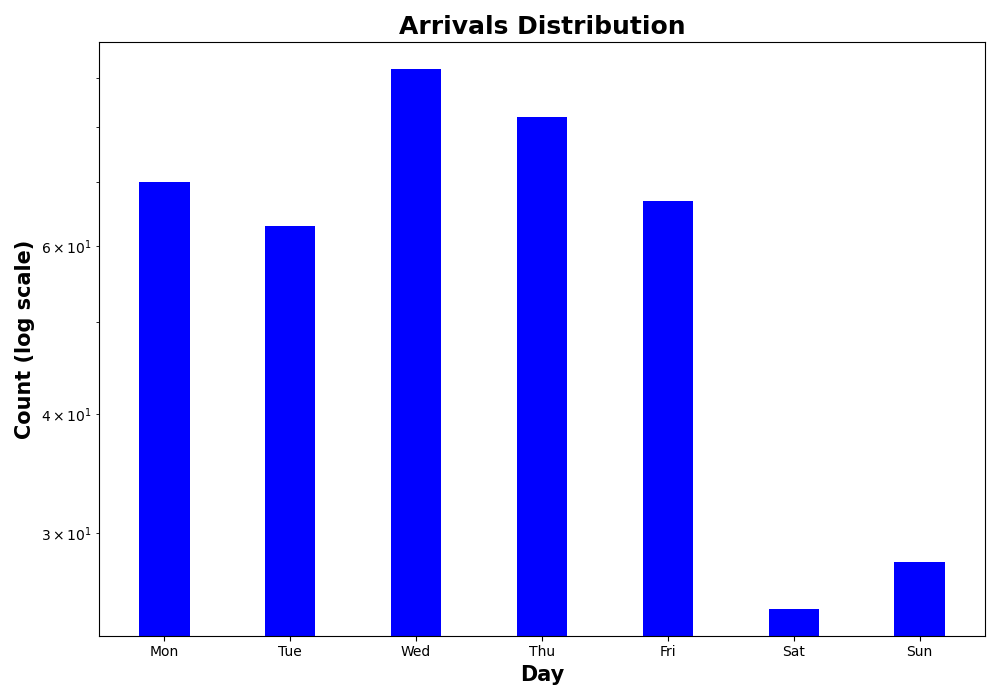 Arrivals Distribution
Count (log scale)
6 × 10¹
4 × 10¹
3 × 10¹
Mon Tue Wed Thu Fri Sat Sun
Day